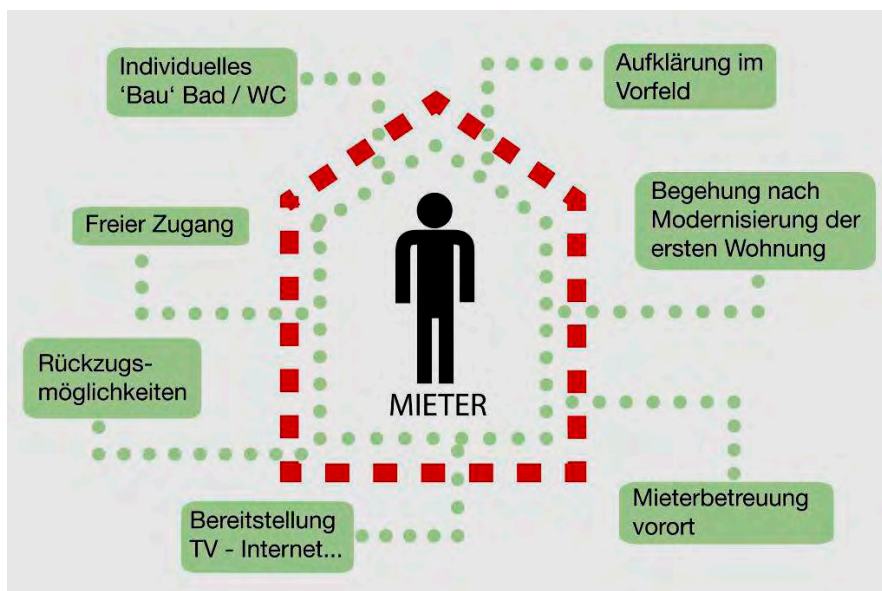 Individuelles
'Bau' Bad / WC
Aufklärung im
Vorfeld
Freier Zugang
Begehung nach
Modernisierung der
ersten Wohnung
Rückzugs-
möglichkeiten
MIETER
Bereitstellung
TV - Internet...
Mieterbetreuung
vorort